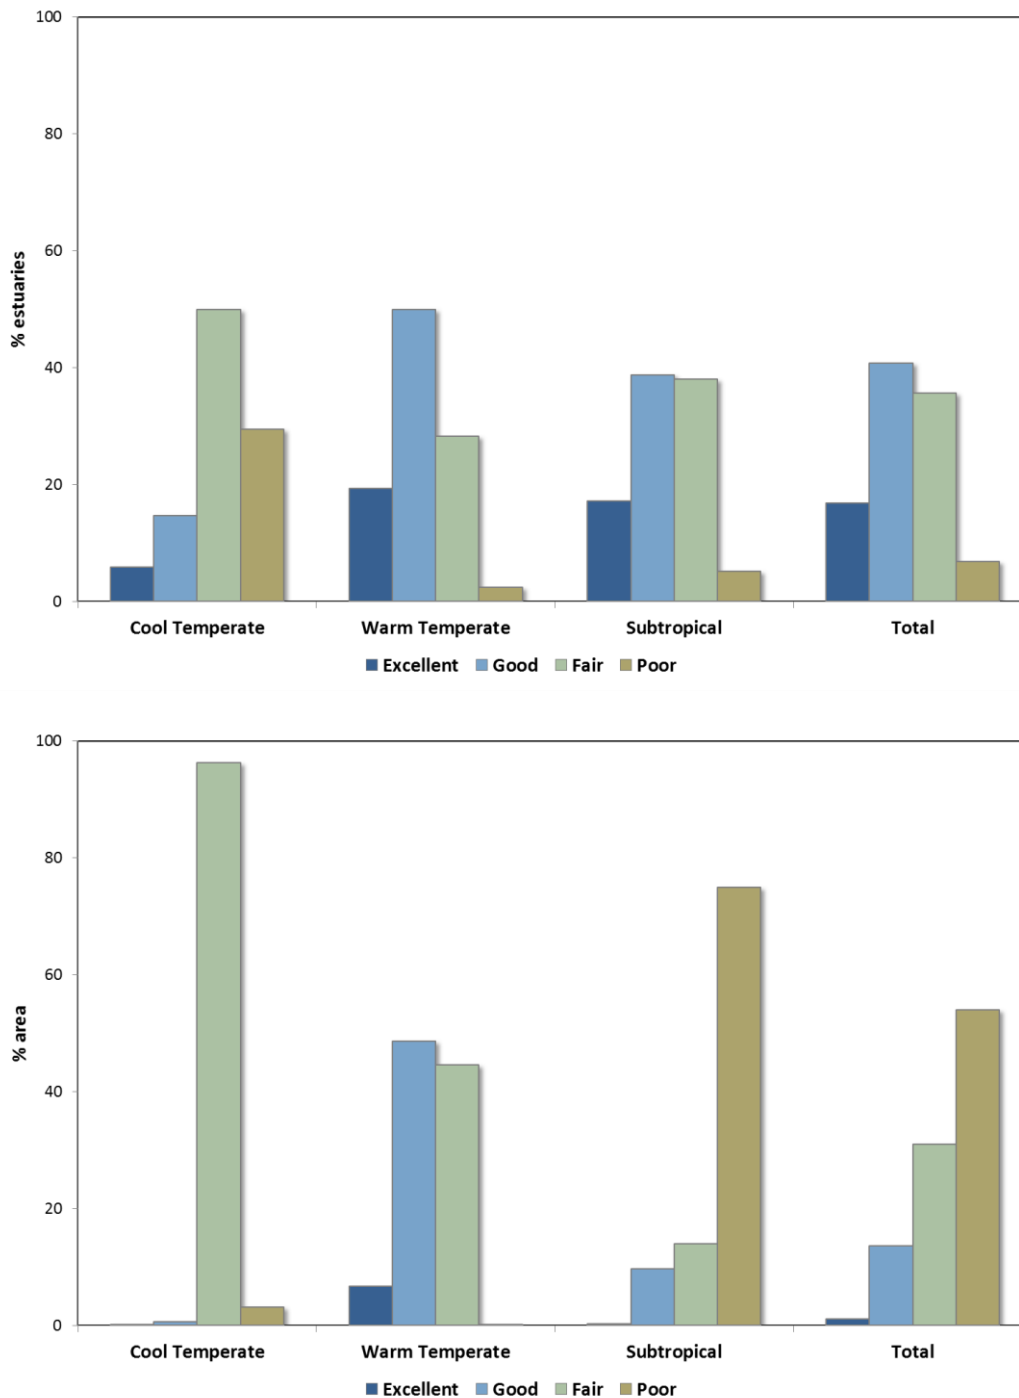 100
80
60
40
20
0
% estuaries
Cool Temperate Warm Temperate Subtropical Total
Excellent Good Fair Poor
100
80
60
40
20
0
% area
Cool Temperate Warm Temperate Subtropical Total
Excellent Good Fair Poor